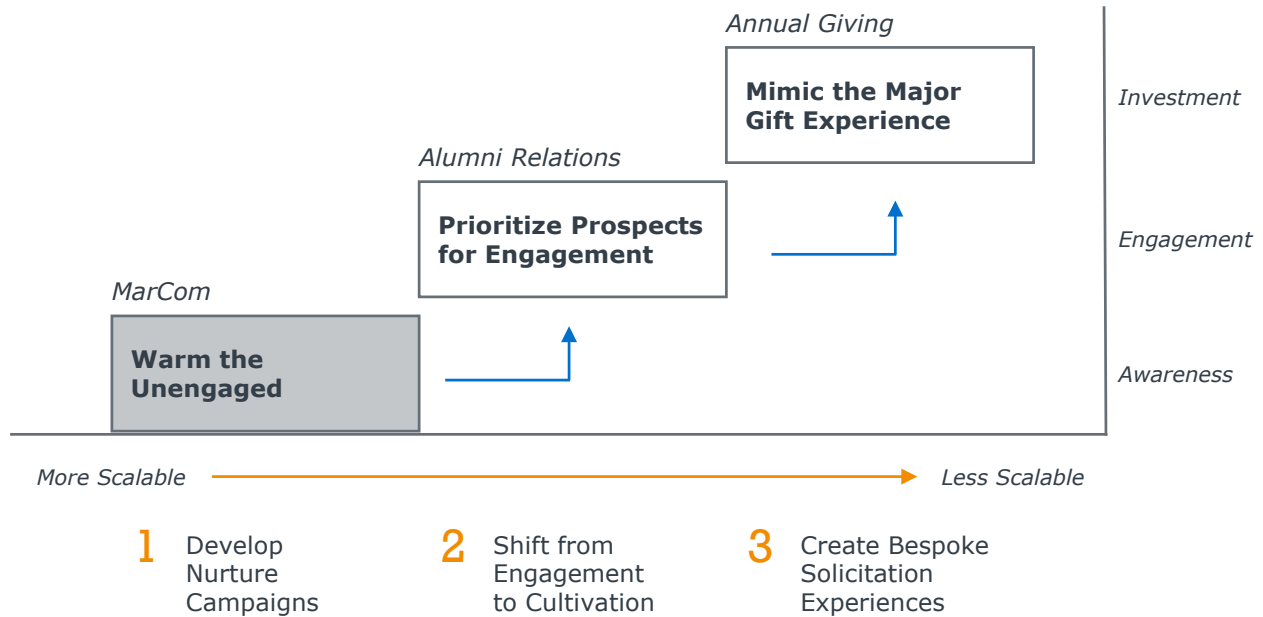 Annual Giving
Mimic the Major
Gift Experience
Investment
Alumni Relations
Prioritize Prospects
for Engagement
Engagement
MarCom
Warm the
Unengaged
Awareness
More Scalable
Less Scalable
1 Develop
Nurture
Campaigns
2 Shift from
Engagement
to Cultivation
3 Create Bespoke
Solicitation
Experiences